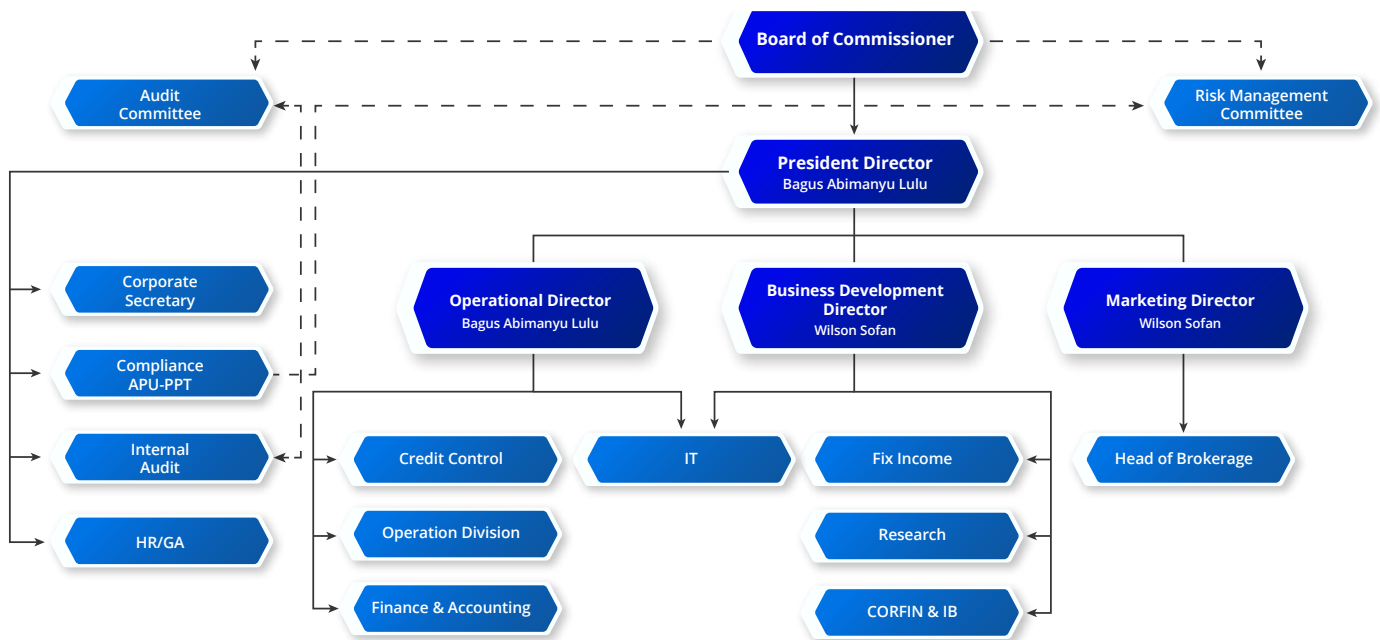 Board of Commissioner
Audit
Committee
Risk Management
Committee
President Director
Bagus Abimanyu Lulu
Corporate
Secretary
Operational Director
Bagus Abimanyu Lulu
Business Development
Director
Wilson Sofan
Marketing Director
Wilson Sofan
Compliance
APU-PPT
Internal
Audit
Credit Control
IT
Fix Income
Head of Brokerage
HR/GA
Operation Division
Research
Finance & Accounting
CORFIN & IB